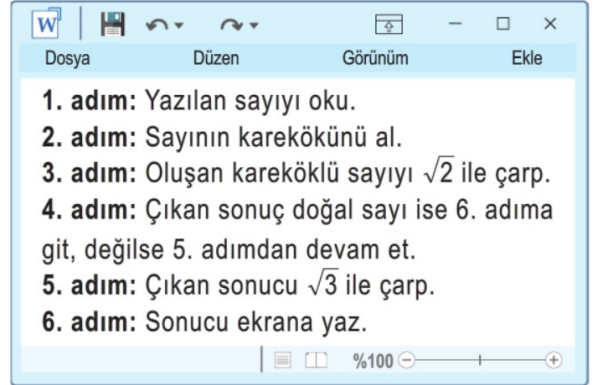 W
Dosya Düzen Görünüm Ekle
1. adım: Yazılan sayıyı oku.
2. adım: Sayının karekökünü al.
3. adım: Oluşan kareköklü sayıyı √2 ile çarp.
4. adım: Çıkan sonuç doğal sayı ise 6. adıma
git, değilse 5. adımdan devam et.
5. adım: Çıkan sonucu √3 ile çarp.
6. adım: Sonucu ekrana yaz.
%100